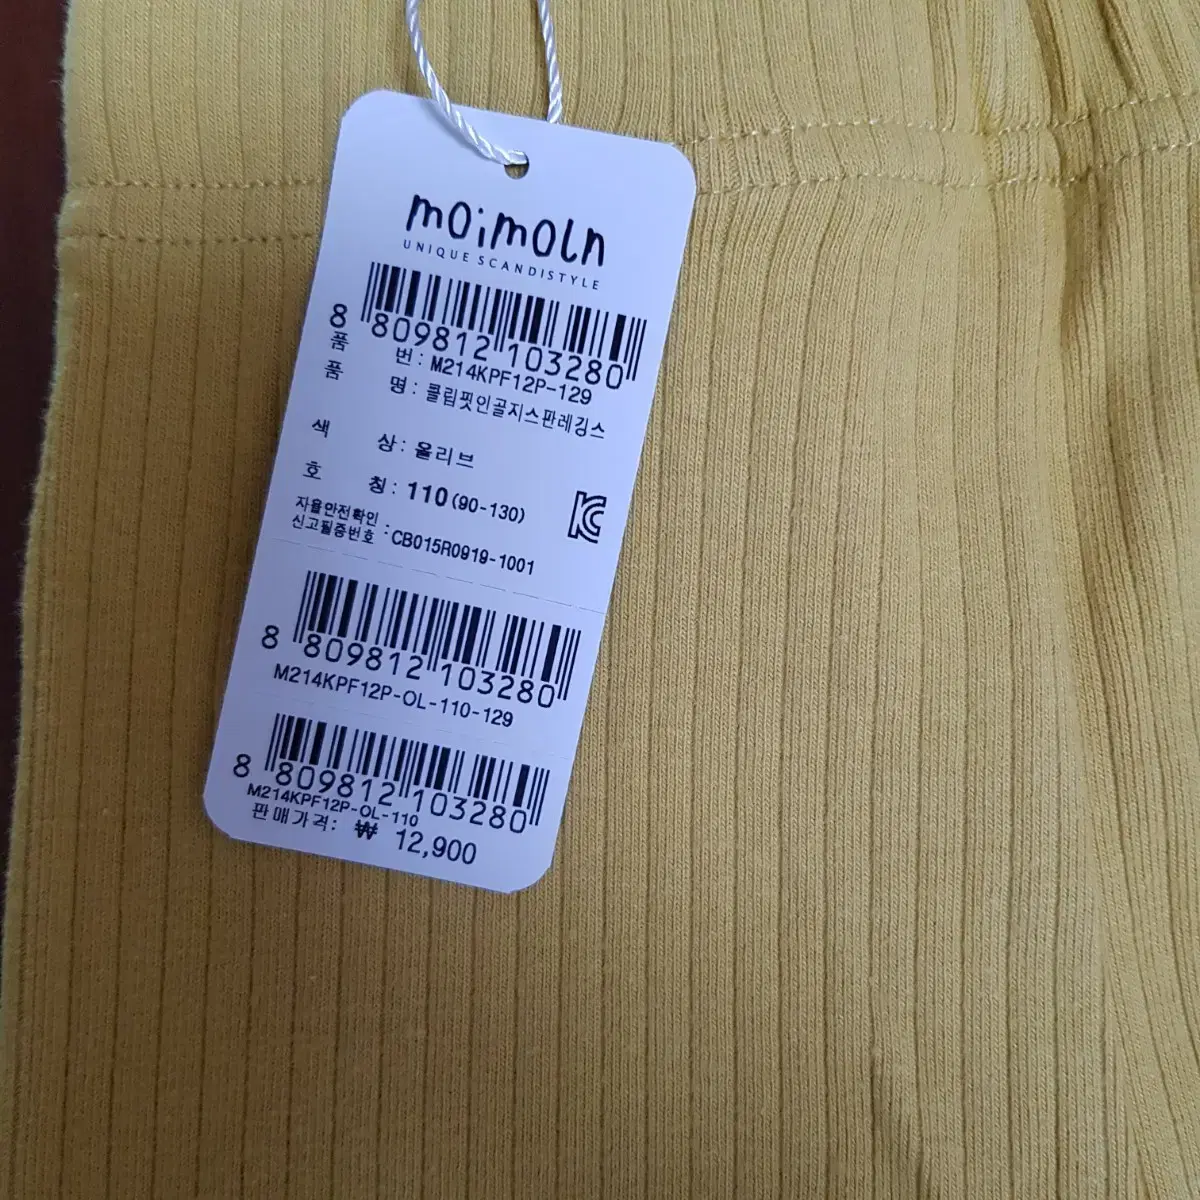 moimoln
UNIQUE SCANDISTYLE
8 809812 103280
품 번 : M214KPF12P-129
품 명 : 콜립핏인골지스판레깅스
색 상 : 올리브
호 칭 : 110 (90-130)
자율안전확인
신고필증번호 : CB015R0919-1001
8 809812 103280
M214KPF12P-OL-110-129
8 809812 103280
M214KPF12P-OL-110
판매가격: ₩ 12,900